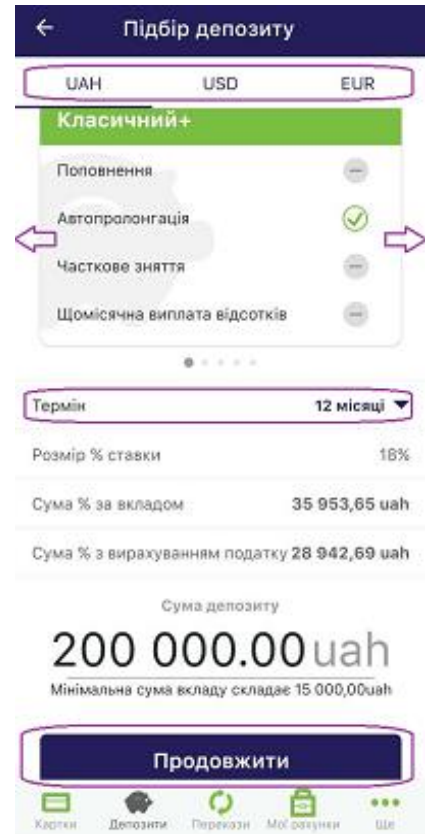 Підбір депозиту
UAH USD EUR
Класичний+
Поповнення
Автопролонгація
Часткове зняття
Щомісячна виплата відсотків
Термін 12 місяці
Розмір % ставки 18%
Сума % за вкладом 35 953,65 uah
Сума % з вирахуванням податку 28 942,69 uah
Сума депозиту
200 000.00 uah
Мінімальна сума вкладу складає 15 000,00uah
Продовжити
Картки Депозити Перекази Мої рахунки Ще